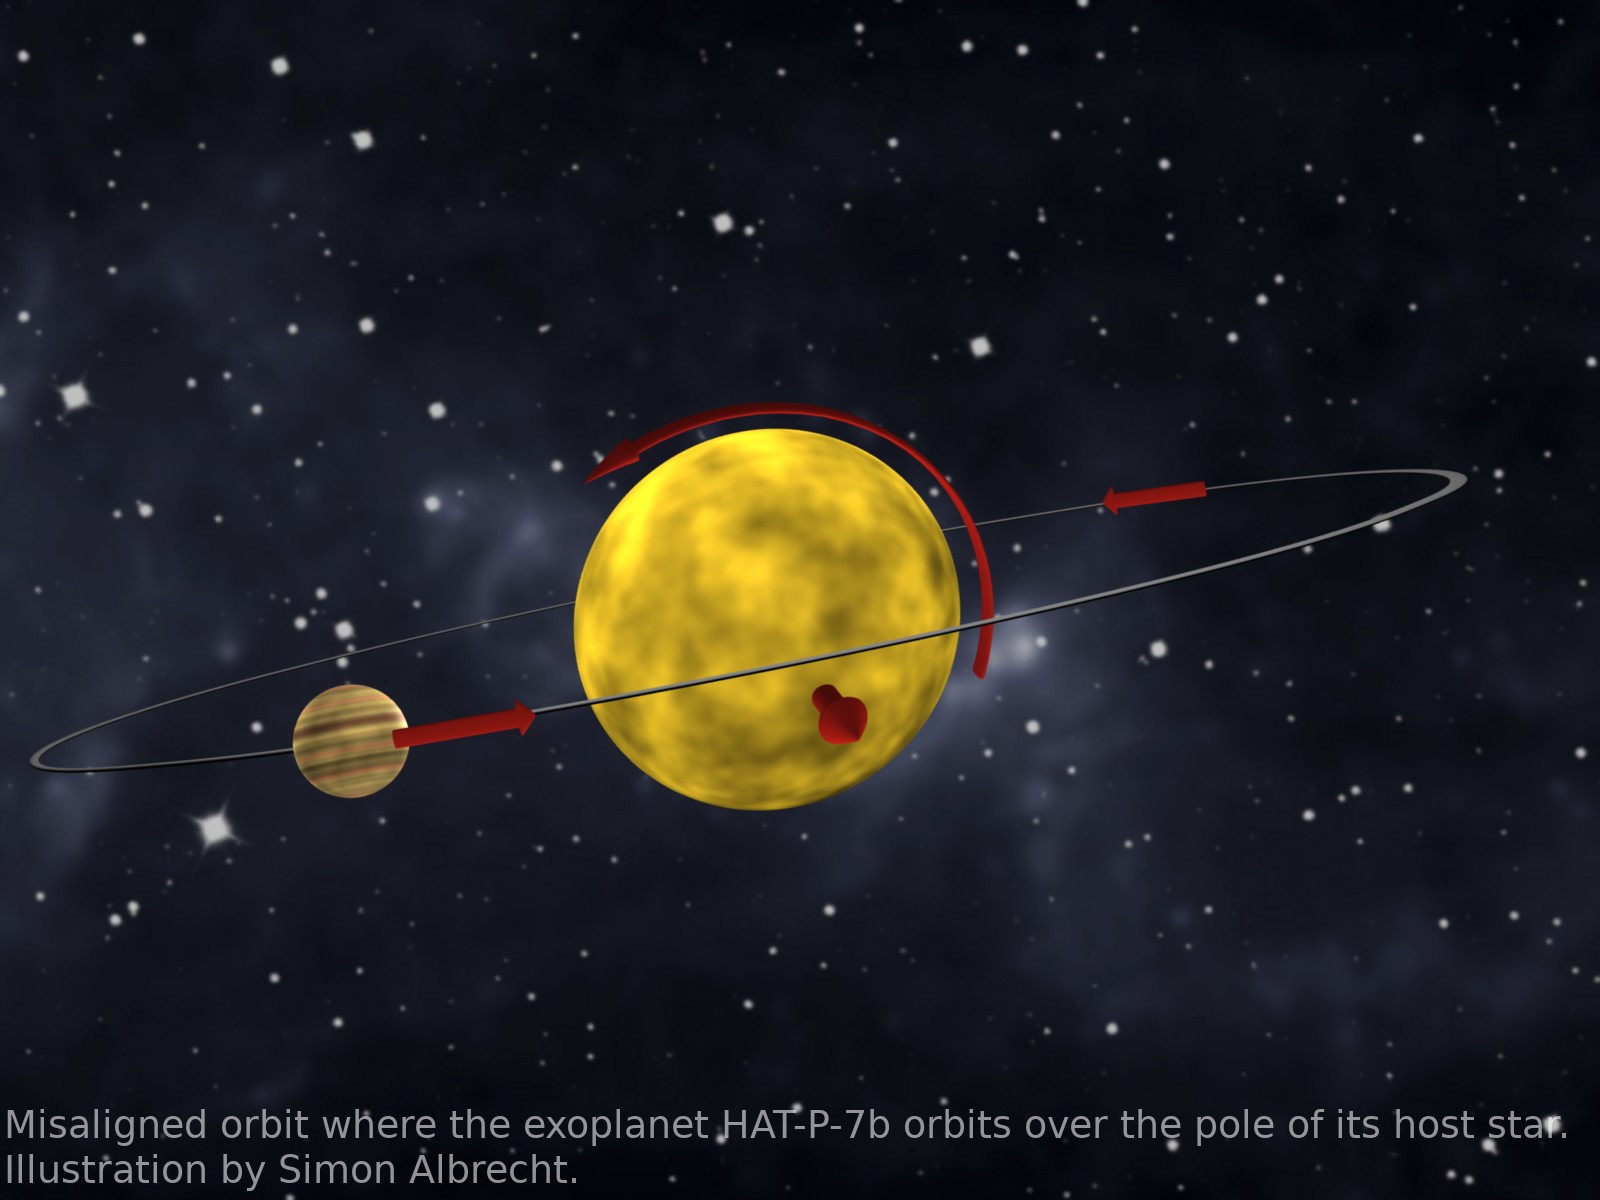 Misaligned orbit where the exoplanet HAT-P-7b orbits over the pole of its host star.
Illustration by Simon Albrecht.